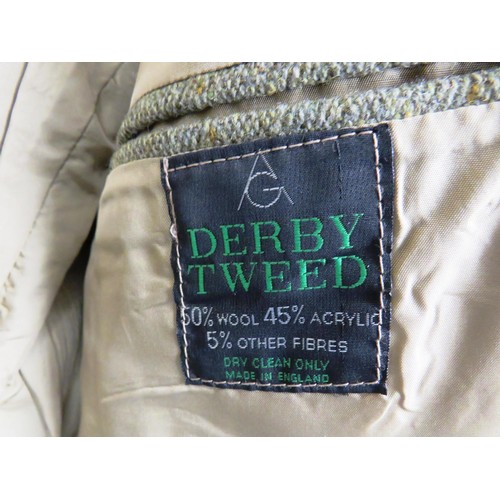 AG
DERBY
TWEED
50% WOOL 45% ACRYLIC
5% OTHER FIBRES
DRY CLEAN ONLY
MADE IN ENGLAND